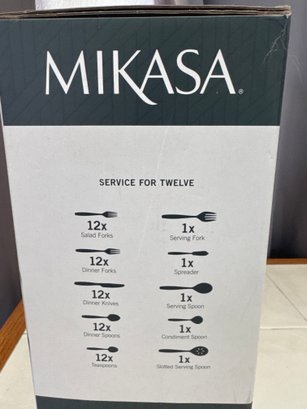 MIKASA®
SERVICE FOR TWELVE
12x
Salad Forks
1x
Serving Fork
12x
Dinner Forks
1x
Spreader
12x
Dinner Knives
1x
Serving Spoon
12x
Dinner Spoons
1x
Condiment Spoon
12x
Teaspoons
1x
Slotted Serving Spoon